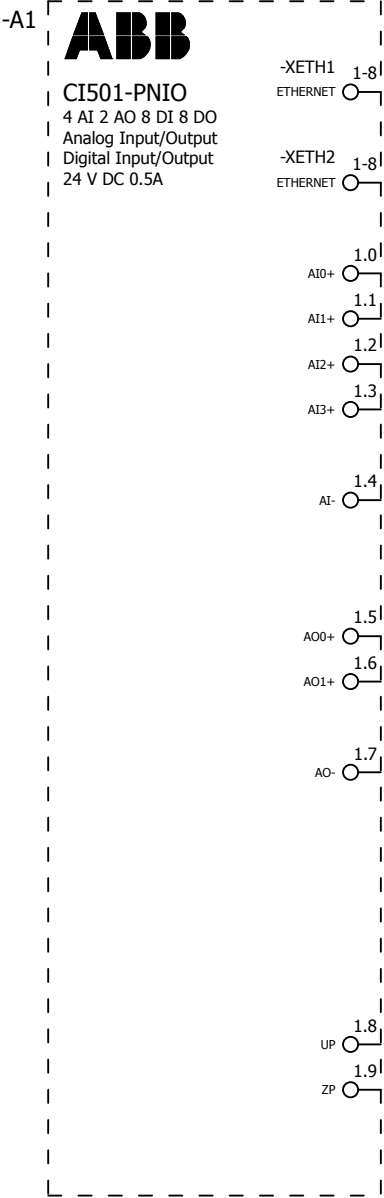 -A1
ABB
CI501-PNIO
4 AI 2 AO 8 DI 8 DO
Analog Input/Output
Digital Input/Output
24 V DC 0.5A
-XETH1 1-8
ETHERNET
-XETH2 1-8
ETHERNET
AI0+ 1.0
AI1+ 1.1
AI2+ 1.2
AI3+ 1.3
AI- 1.4
AO0+ 1.5
AO1+ 1.6
AO- 1.7
UP 1.8
ZP 1.9